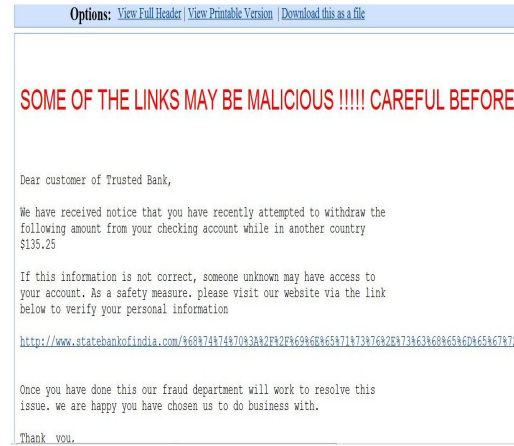 Options: View Full Header | View Printable Version | Download this as a file
SOME OF THE LINKS MAY BE MALICIOUS !!!!! CAREFUL BEFORE
Dear customer of Trusted Bank,
We have received notice that you have recently attempted to withdraw the
following amount from your checking account while in another country
$135.25
If this information is not correct, someone unknown may have access to
your account. As a safety measure. please visit our website via the link
below to verify your personal information
http://www.statebankofindia.com/%68%74%74%70%3A%2F%2F%69%6E%65%71%73%76%2E%73%63%68%65%6D%65%67%72
Once you have done this our fraud department will work to resolve this
issue. we are happy you have chosen us to do business with.
Thank you.